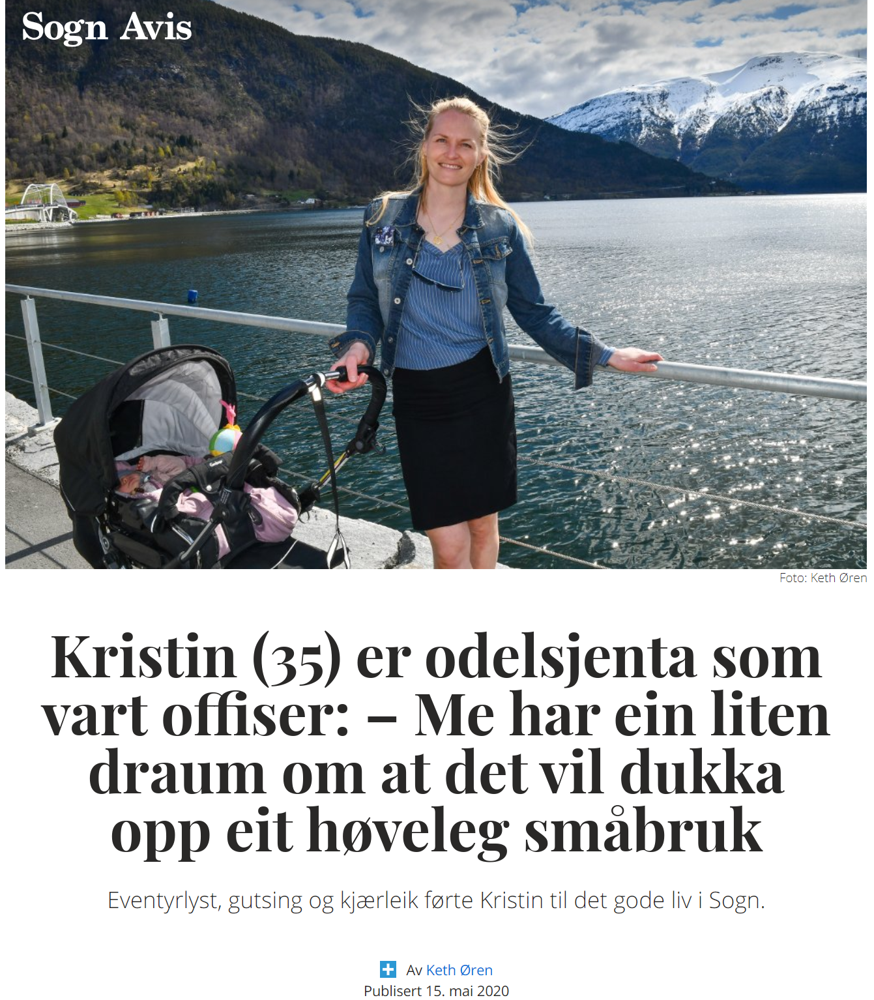 Sogn Avis
Foto: Keth Øren
Kristin (35) er odelsjenta som
vart offiser: – Me har ein liten
draum om at det vil dukka
opp eit høveleg småbruk
Eventyrlyst, gutsing og kjærleik førte Kristin til det gode liv i Sogn.
Av Keth Øren
Publisert 15. mai 2020